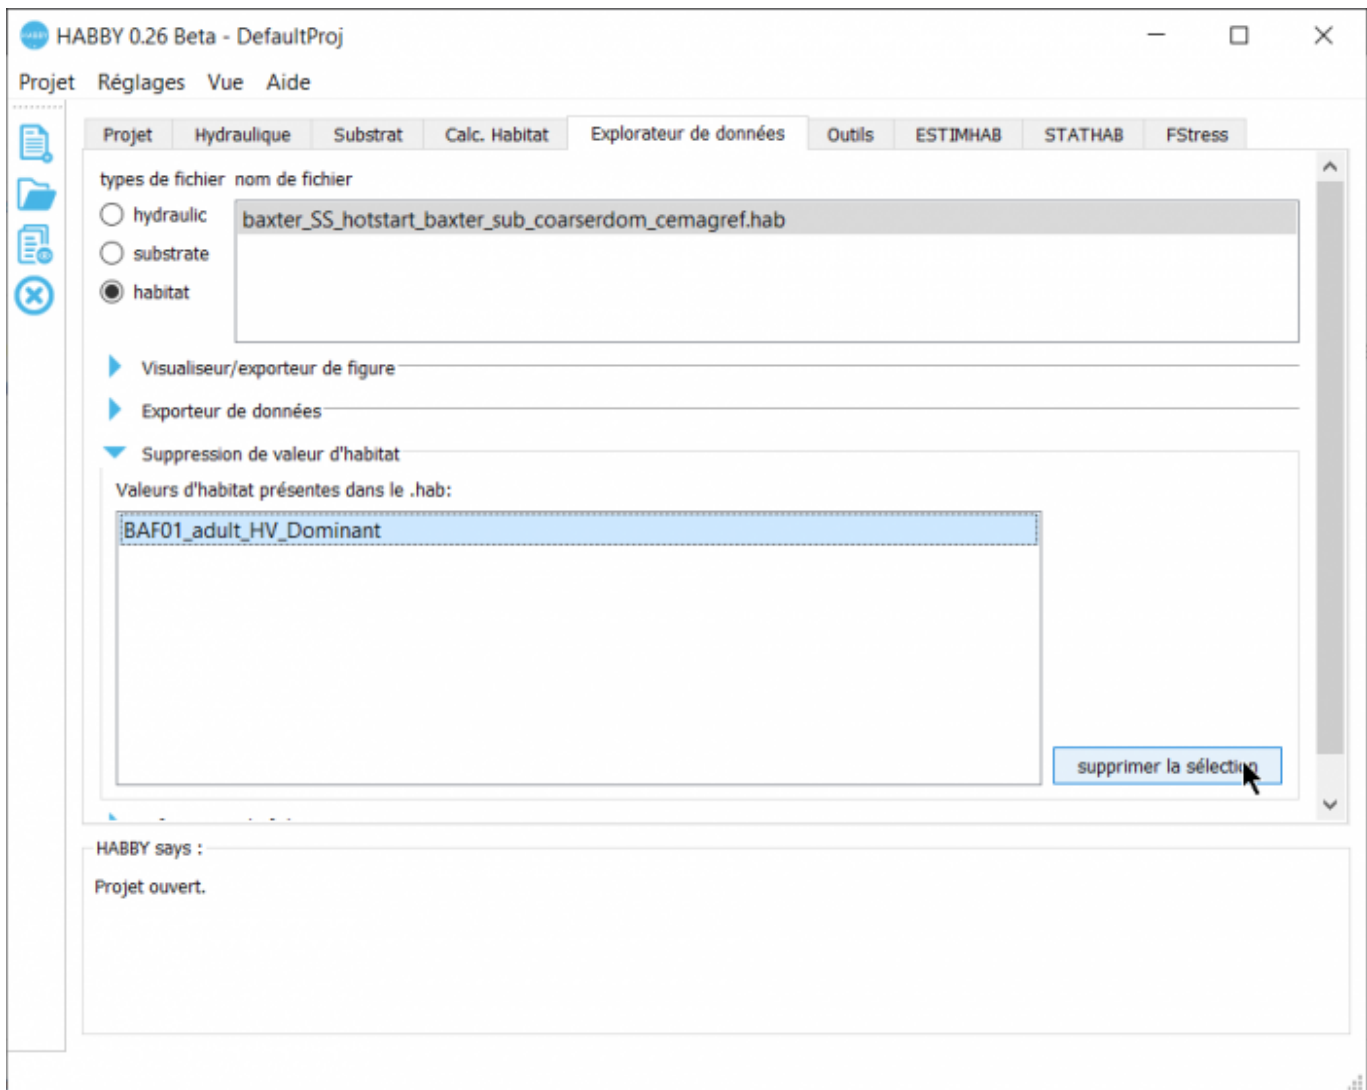 HABBY 0.26 Beta - DefaultProj
Projet Réglages Vue Aide
Projet Hydraulique Substrat Calc. Habitat Explorateur de données Outils ESTIMHAB STATHAB FStress
types de fichier nom de fichier
hydraulic
baxter_SS_hotstart_baxter_sub_coarserdom_cemagref.hab
substrate
habitat
Visualiseur/exporteur de figure
Exporteur de données
Suppression de valeur d'habitat
Valeurs d'habitat présentes dans le .hab:
BAF01_adult_HV_Dominant
supprimer la sélection
HABBY says :
Projet ouvert.